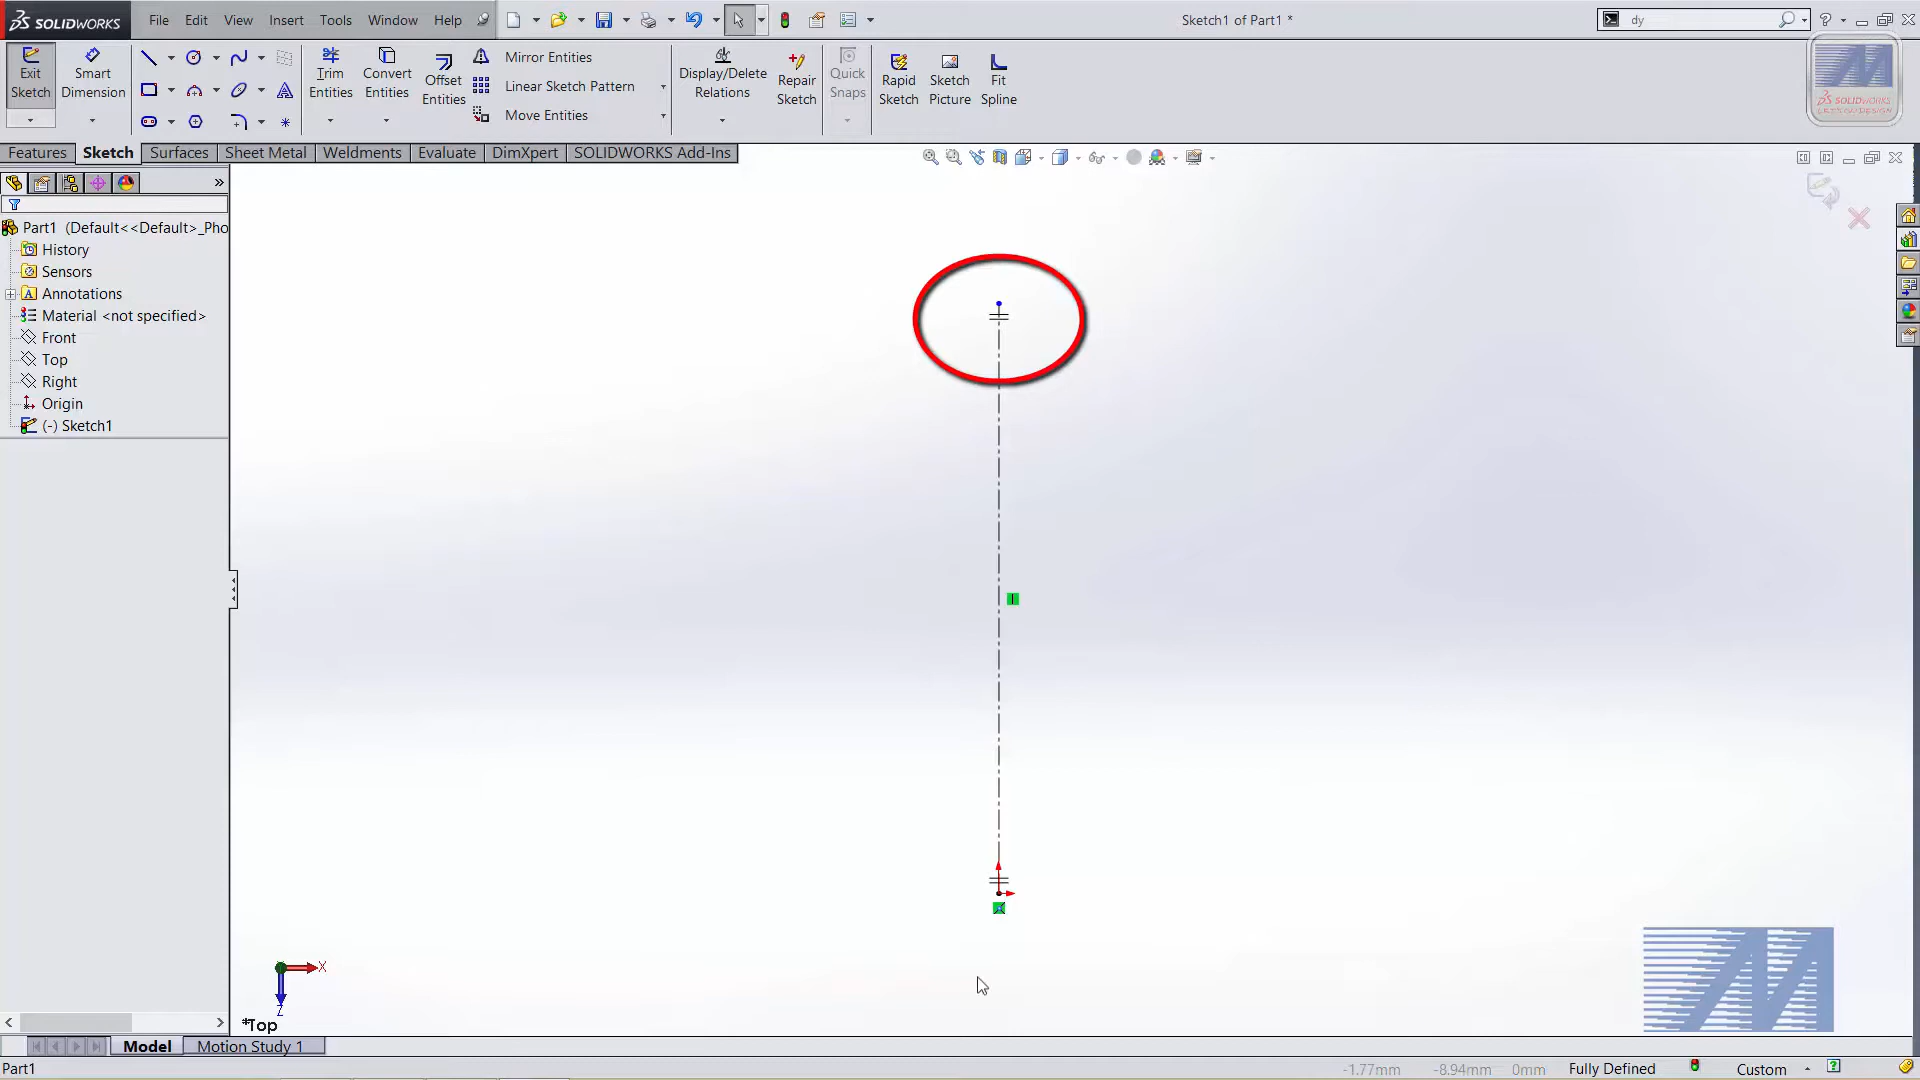 SOLIDWORKS File Edit View Insert Tools Window Help Sketch1 of Part1 * dy
Exit Sketch
Smart Dimension
Trim Entities
Convert Entities
Offset Entities
Mirror Entities
Linear Sketch Pattern
Move Entities
Display/Delete Relations
Repair Sketch
Quick Snaps
Rapid Sketch
Sketch Picture
Fit Spline
SOLIDWORKS
Features Sketch Surfaces Sheet Metal Weldments Evaluate DimXpert SOLIDWORKS Add-Ins
Part1 (Default<<Default>_Pho
History
Sensors
Annotations
Material <not specified>
Front
Top
Right
Origin
(-) Sketch1
X
Z
*Top
Model Motion Study 1
Part1 -1.77mm -8.94mm 0mm Fully Defined Custom